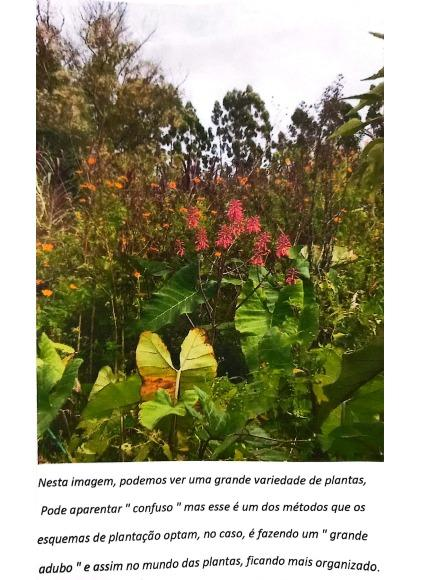 Nesta imagem, podemos ver uma grande variedade de plantas,
Pode aparentar " confuso " mas esse é um dos métodos que os
esquemas de plantação optam, no caso, é fazendo um " grande
adubo " e assim no mundo das plantas, ficando mais organizado.